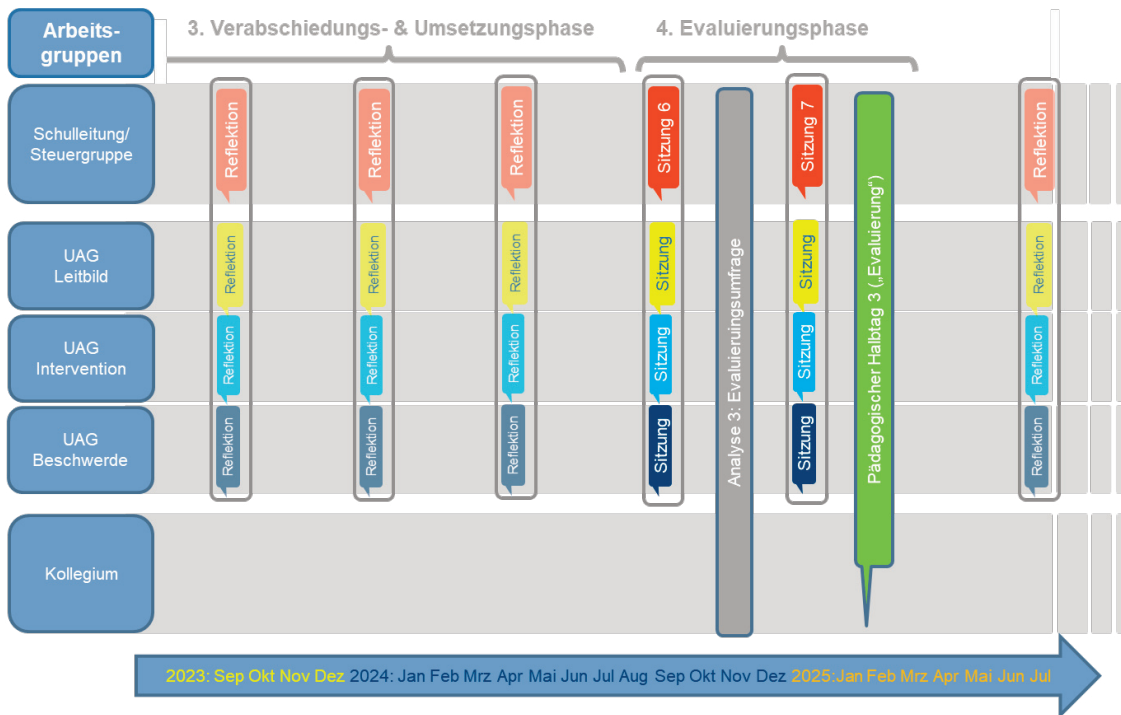 Arbeits-
gruppen
3. Verabschiedungs- & Umsetzungsphase
4. Evaluierungsphase
Schulleitung/
Steuergruppe
Reflektion
Reflektion
Reflektion
Sitzung 6
Sitzung 7
Reflektion
UAG
Leitbild
Reflektion
Reflektion
Reflektion
Sitzung
Sitzung
Reflektion
UAG
Intervention
Reflektion
Reflektion
Reflektion
Sitzung
Sitzung
Reflektion
UAG
Beschwerde
Reflektion
Reflektion
Reflektion
Sitzung
Sitzung
Reflektion
Analyse 3: Evaluieruingsumfrage
Pädagogischer Halbtag 3 („Evaluierung“)
Kollegium
2023: Sep Okt Nov Dez 2024: Jan Feb Mrz Apr Mai Jun Jul Aug Sep Okt Nov Dez 2025:Jan Feb Mrz Apr Mai Jun Jul